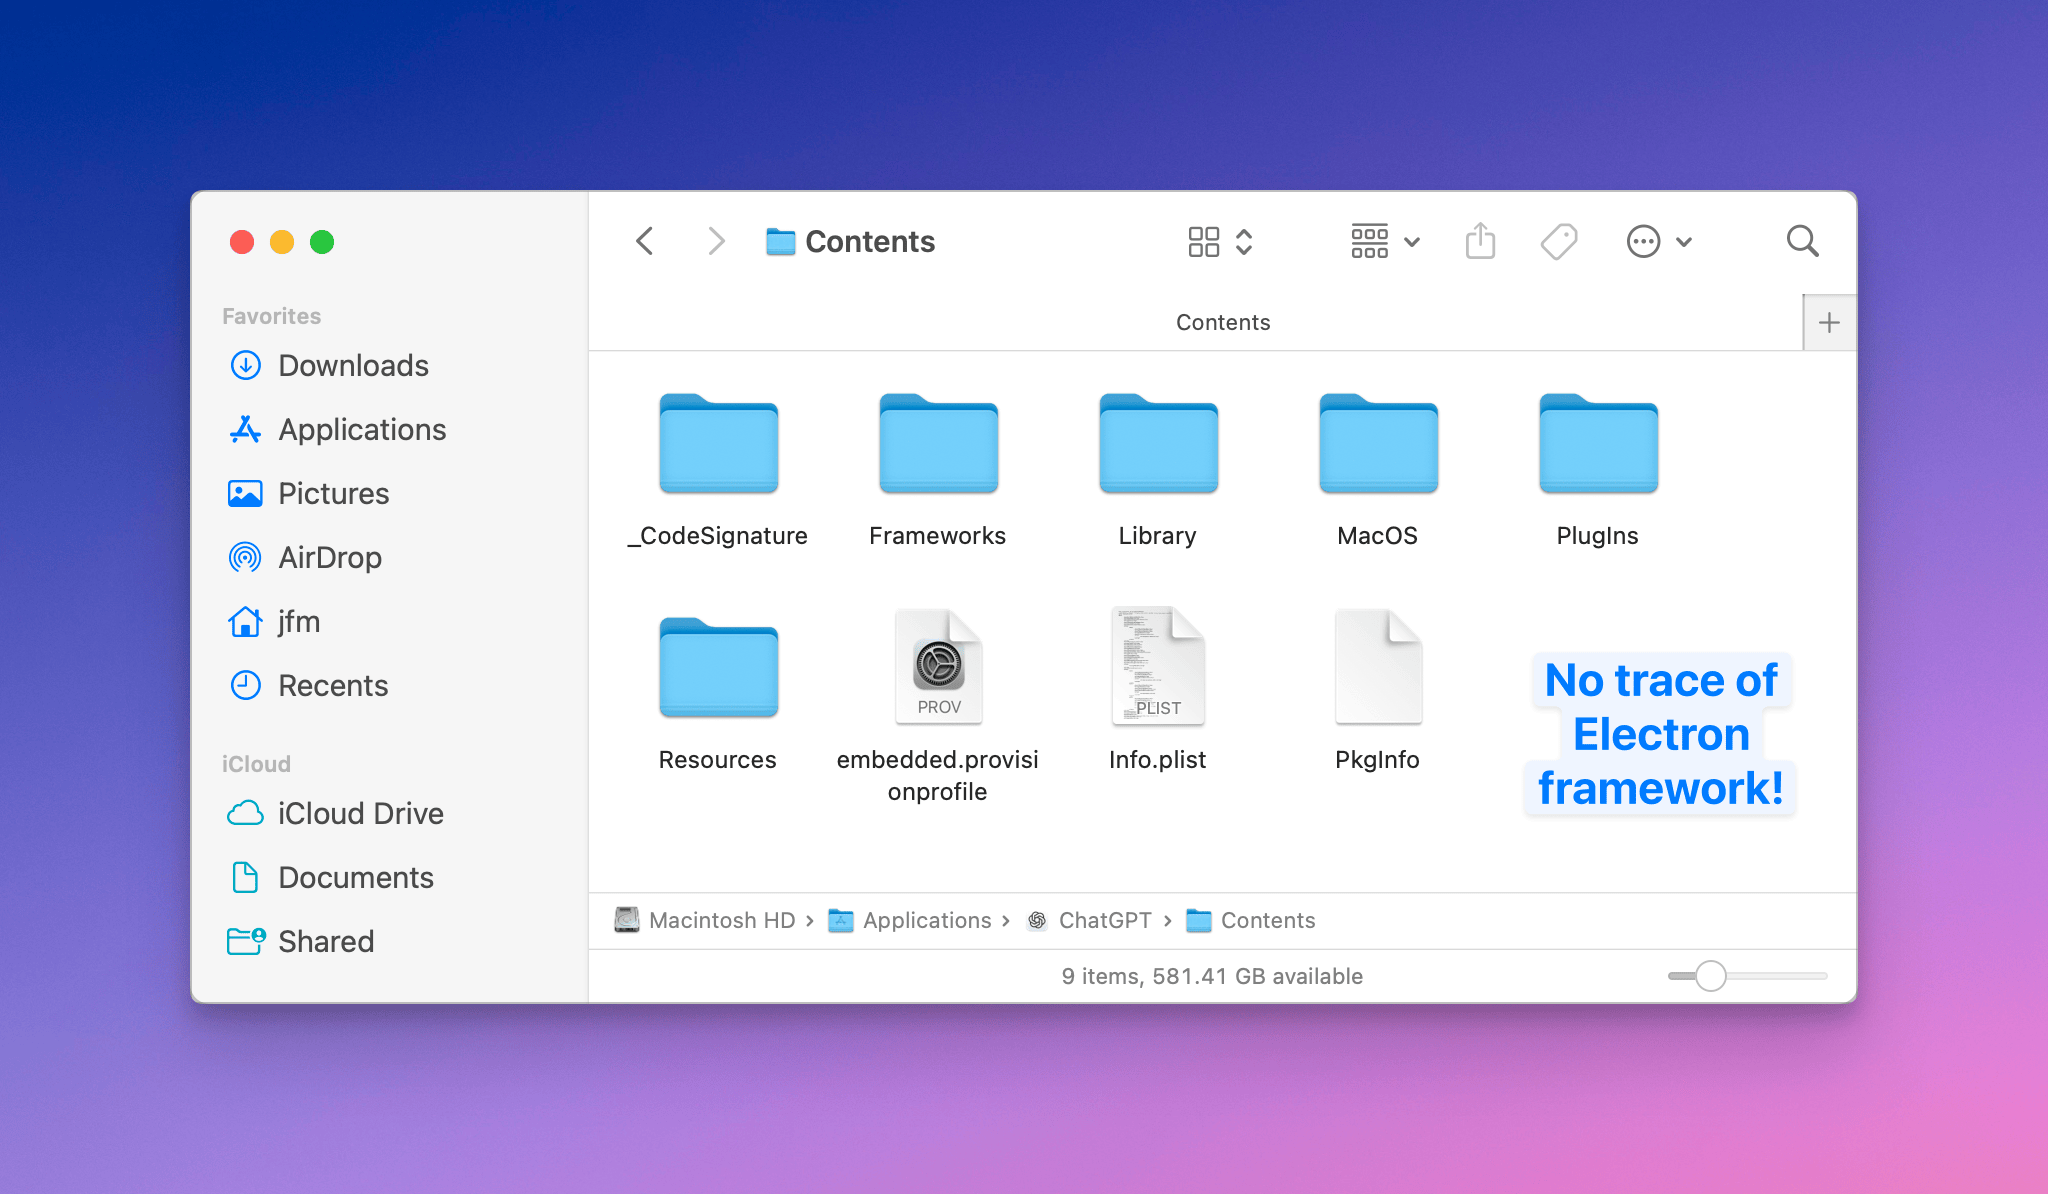 Contents
Contents
Favorites
Downloads
Applications
Pictures
AirDrop
jfm
Recents
iCloud
iCloud Drive
Documents
Shared
_CodeSignature
Frameworks
Library
MacOS
PlugIns
PROV
PLIST
Resources
embedded.provisi
onprofile
Info.plist
PkgInfo
No trace of
Electron
framework!
Macintosh HD › Applications › ChatGPT › Contents
9 items, 581.41 GB available